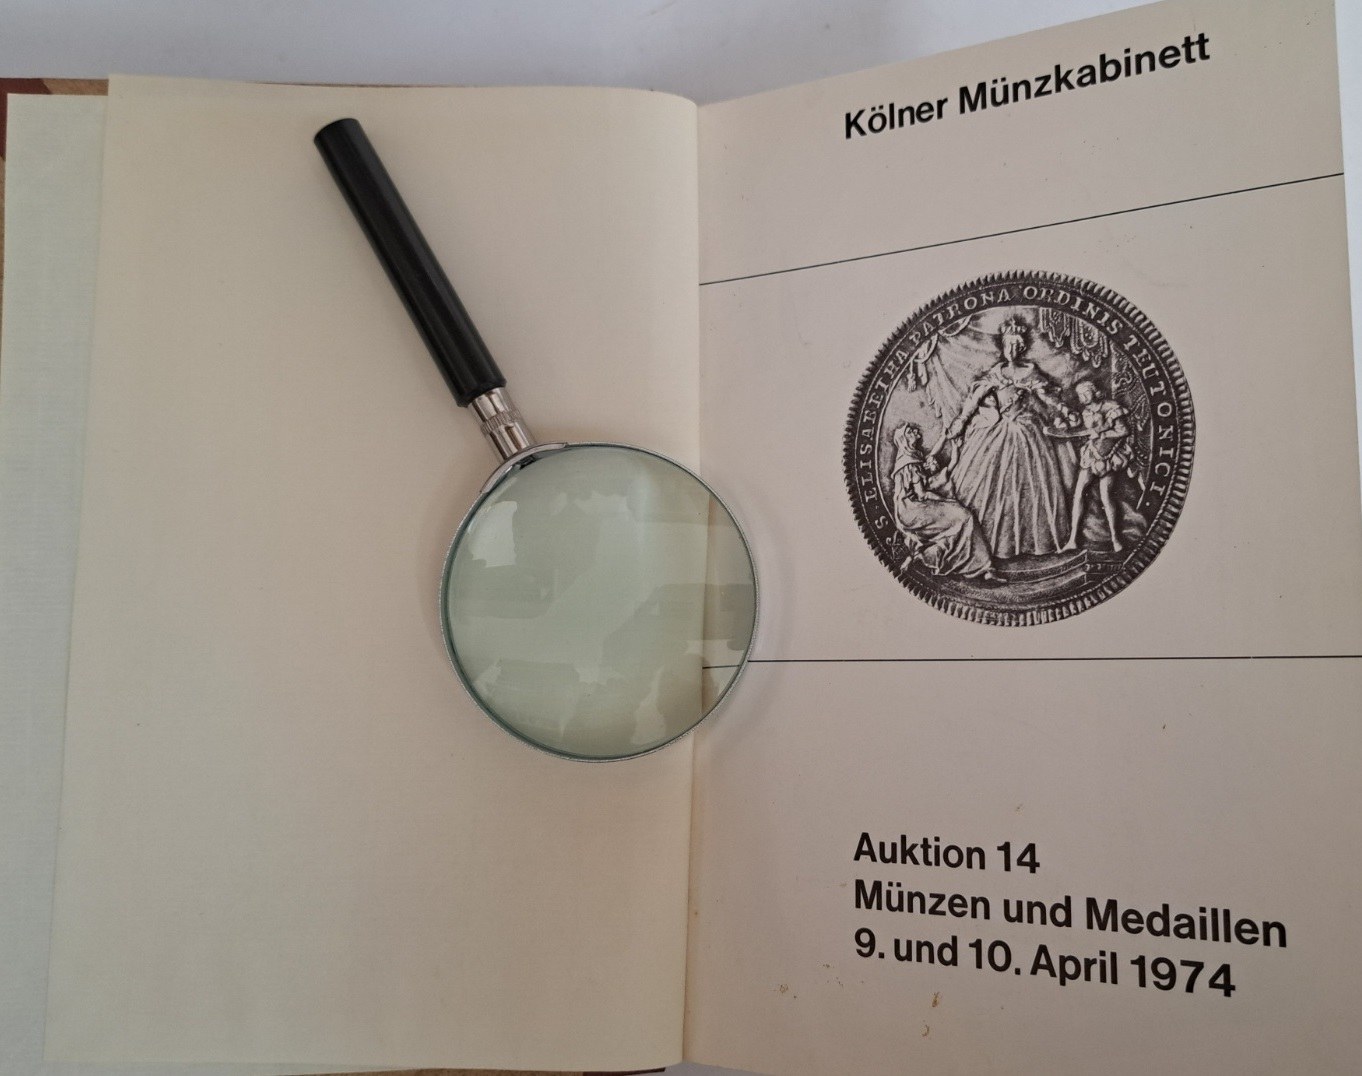 Kölner Münzkabinett
S. ELISABETHA PATRONA ORDINIS TEUTONICI.
Auktion 14
Münzen und Medaillen
9. und 10. April 1974